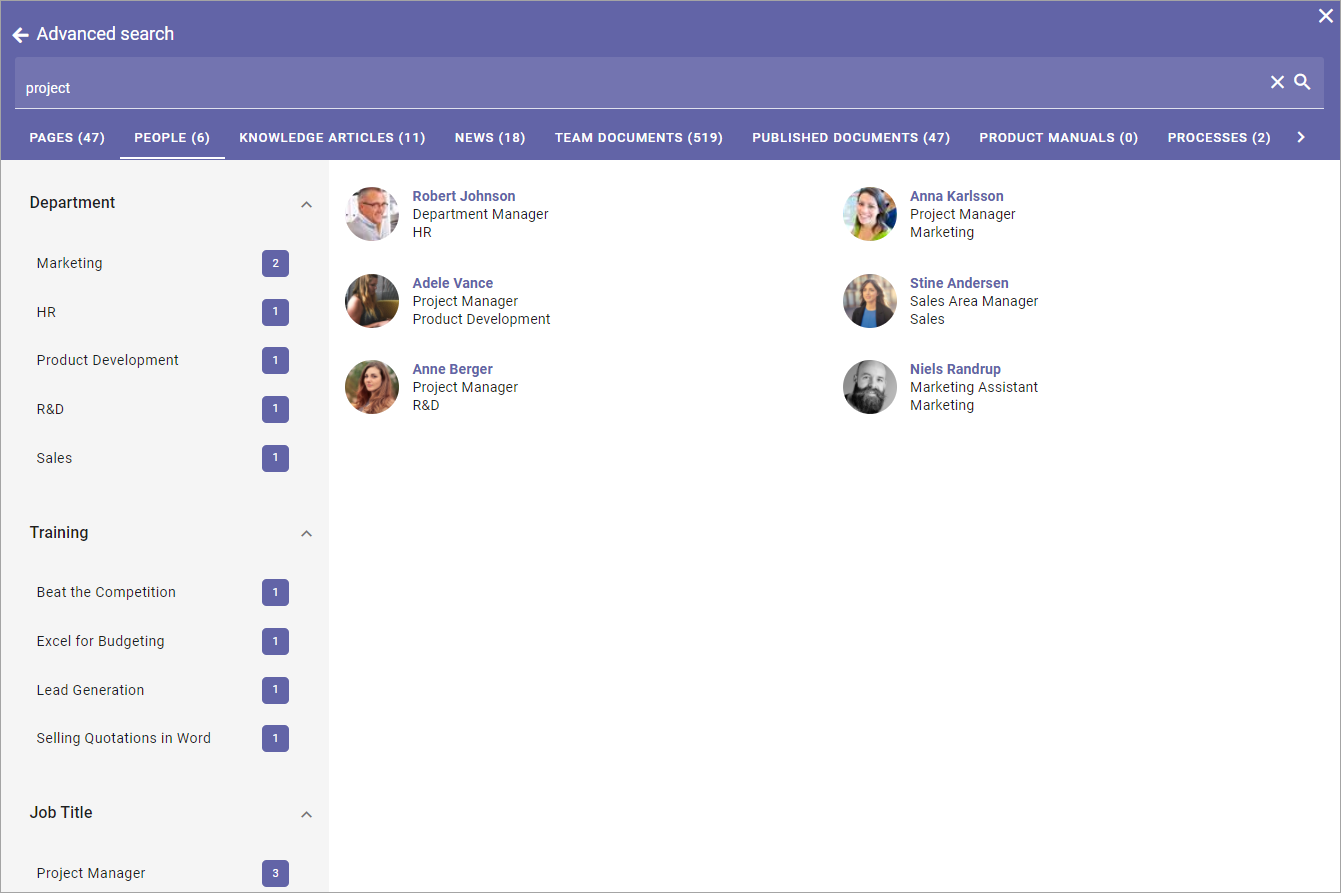 Advanced search
project
PAGES (47) PEOPLE (6) KNOWLEDGE ARTICLES (11) NEWS (18) TEAM DOCUMENTS (519) PUBLISHED DOCUMENTS (47) PRODUCT MANUALS (0) PROCESSES (2)
Department
Marketing 2
HR 1
Product Development 1
R&D 1
Sales 1
Training
Beat the Competition 1
Excel for Budgeting 1
Lead Generation 1
Selling Quotations in Word 1
Job Title
Project Manager 3
Robert Johnson
Department Manager
HR
Anna Karlsson
Project Manager
Marketing
Adele Vance
Project Manager
Product Development
Stine Andersen
Sales Area Manager
Sales
Anne Berger
Project Manager
R&D
Niels Randrup
Marketing Assistant
Marketing